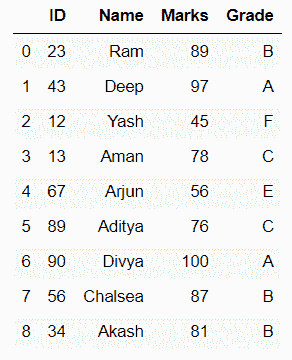 ID Name Marks Grade
0 23 Ram 89 B
1 43 Deep 97 A
2 12 Yash 45 F
3 13 Aman 78 C
4 67 Arjun 56 E
5 89 Aditya 76 C
6 90 Divya 100 A
7 56 Chalsea 87 B
8 34 Akash 81 B